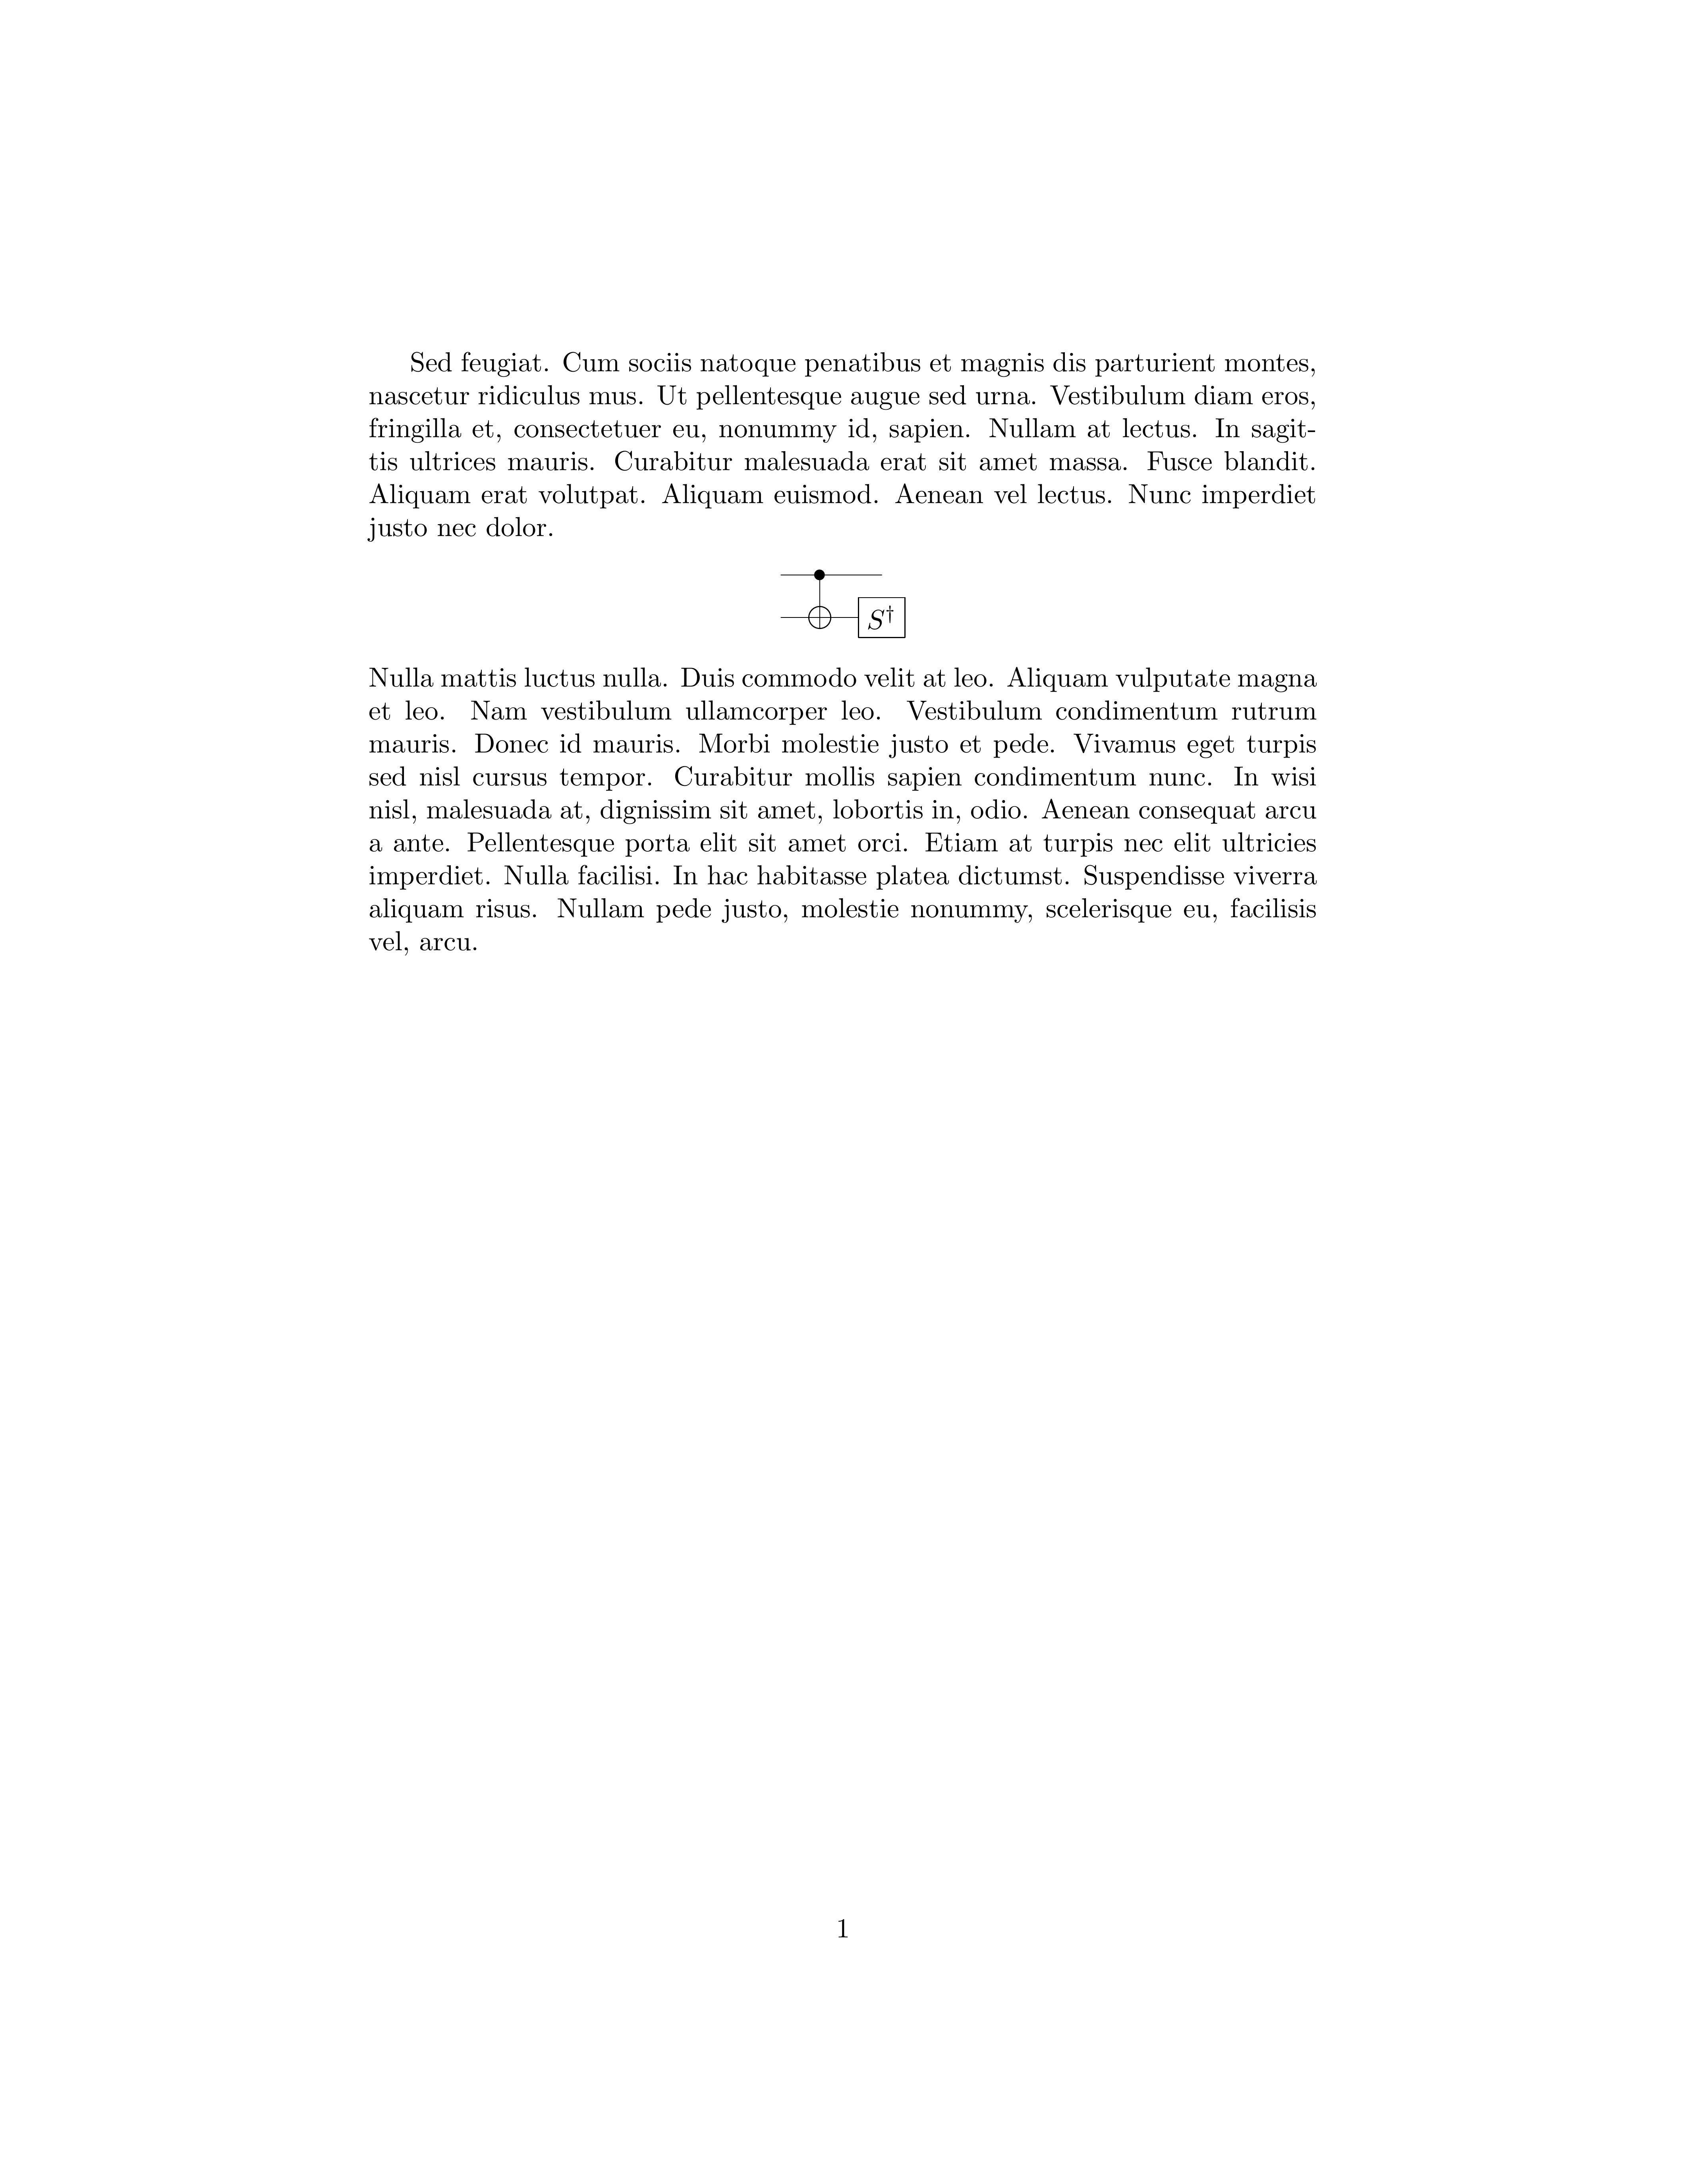 Sed feugiat. Cum sociis natoque penatibus et magnis dis parturient montes,
nascetur ridiculus mus. Ut pellentesque augue sed urna. Vestibulum diam eros,
fringilla et, consectetuer eu, nonummy id, sapien. Nullam at lectus. In sagit-
tis ultrices mauris. Curabitur malesuada erat sit amet massa. Fusce blandit.
Aliquam erat volutpat. Aliquam euismod. Aenean vel lectus. Nunc imperdiet
justo nec dolor.
S†
Nulla mattis luctus nulla. Duis commodo velit at leo. Aliquam vulputate magna
et leo. Nam vestibulum ullamcorper leo. Vestibulum condimentum rutrum
mauris. Donec id mauris. Morbi molestie justo et pede. Vivamus eget turpis
sed nisl cursus tempor. Curabitur mollis sapien condimentum nunc. In wisi
nisl, malesuada at, dignissim sit amet, lobortis in, odio. Aenean consequat arcu
a ante. Pellentesque porta elit sit amet orci. Etiam at turpis nec elit ultricies
imperdiet. Nulla facilisi. In hac habitasse platea dictumst. Suspendisse viverra
aliquam risus. Nullam pede justo, molestie nonummy, scelerisque eu, facilisis
vel, arcu.
1